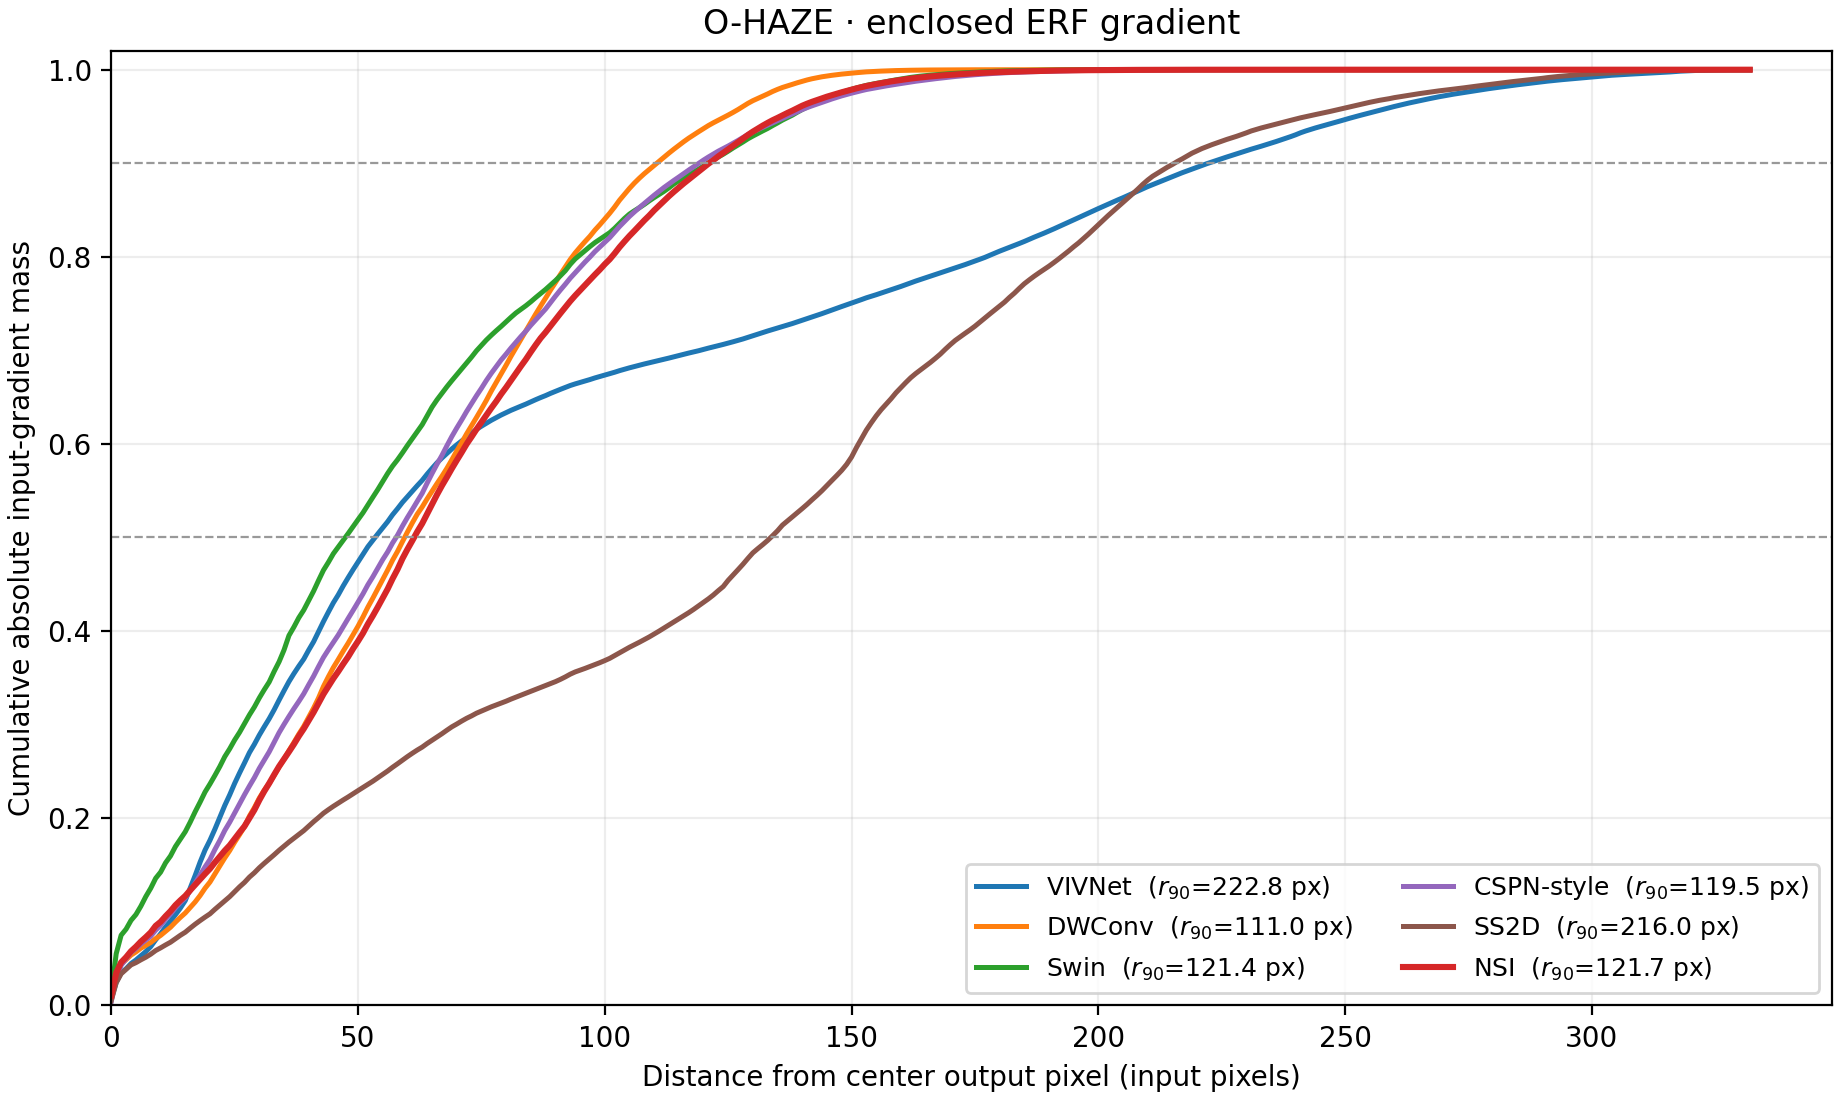 O-HAZE · enclosed ERF gradient
Cumulative absolute input-gradient mass
1.0
0.8
0.6
0.4
0.2
0.0
0 50 100 150 200 250 300
Distance from center output pixel (input pixels)
VIVNet (r90=222.8 px)
DWConv (r90=111.0 px)
Swin (r90=121.4 px)
CSPN-style (r90=119.5 px)
SS2D (r90=216.0 px)
NSI (r90=121.7 px)